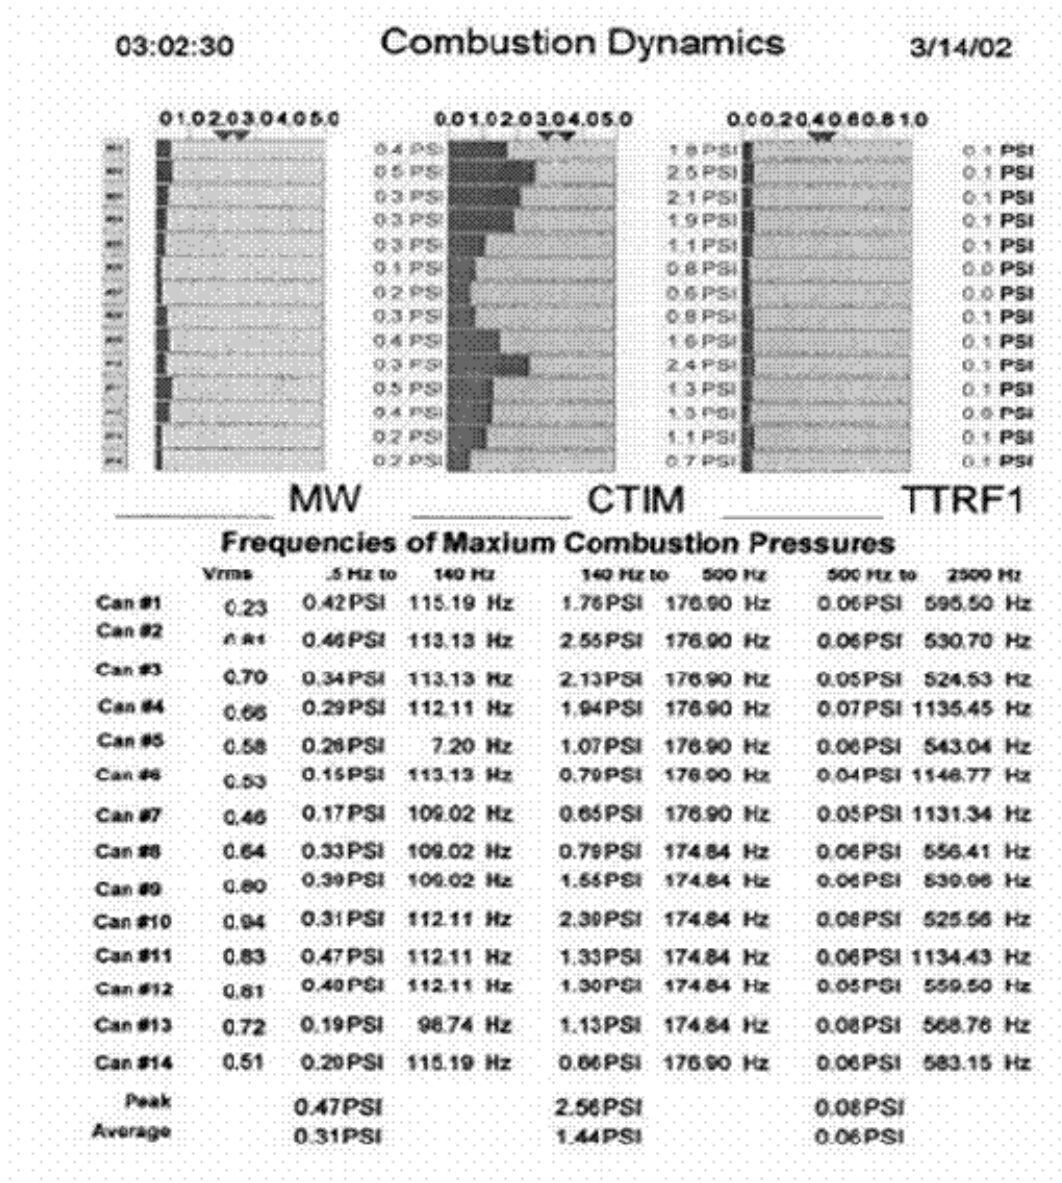 03:02:30 Combustion Dynamics 3/14/02
0 1.0 2.0 3.0 4.0 5.0 0.0 1.0 2.0 3.0 4.0 5.0 0.0 0.2 0.4 0.6 0.8 1.0
0.4 PSI 1.8 PSI 0.1 PSI
0.5 PSI 2.5 PSI 0.1 PSI
0.3 PSI 2.1 PSI 0.1 PSI
0.3 PSI 1.9 PSI 0.1 PSI
0.3 PSI 1.1 PSI 0.1 PSI
0.1 PSI 0.8 PSI 0.0 PSI
0.2 PSI 0.6 PSI 0.0 PSI
0.3 PSI 0.8 PSI 0.1 PSI
0.4 PSI 1.6 PSI 0.1 PSI
0.3 PSI 2.4 PSI 0.1 PSI
0.5 PSI 1.3 PSI 0.1 PSI
0.4 PSI PSI PSI
0.2 PSI 1.1 PSI 0.1 PSI
0.2 PSI 0.7 PSI 0.1 PSI
MW CTIM TTRF1
Frequencies of Maxium Combustion Pressures
Vrms .5 Hz to 140 Hz 140 Hz to 500 Hz 500 Hz to 2500 Hz
Can #1 0.23 0.42PSI 115.19 Hz 1.76PSI 176.90 Hz 0.06PSI 595.50 Hz
Can #2 0.46PSI 113.13 Hz 2.55PSI 176.90 Hz 0.06PSI 530.70 Hz
Can #3 0.70 0.34PSI 113.13 Hz 2.13PSI 176.90 Hz 0.05PSI 524.53 Hz
Can #4 0.66 0.29PSI 112.11 Hz 1.94PSI 176.90 Hz 0.07PSI 1135.45 Hz
Can #5 0.58 0.26PSI 7.20 Hz 1.07PSI 176.90 Hz 0.06PSI 543.04 Hz
Can #6 0.53 0.15PSI 113.13 Hz 0.79PSI 176.90 Hz 0.04PSI 1146.77 Hz
Can #7 0.46 0.17PSI 109.02 Hz 0.65PSI 176.90 Hz 0.05PSI 1131.34 Hz
Can #8 0.64 0.33PSI 109.02 Hz 0.79PSI 174.84 Hz 0.06PSI 556.41 Hz
Can #9 0.80 0.39PSI 109.02 Hz 1.55PSI 174.84 Hz 0.06PSI 539.96 Hz
Can #10 0.94 0.31PSI 112.11 Hz 2.39PSI 174.84 Hz 0.08PSI 525.56 Hz
Can #11 0.83 0.47PSI 112.11 Hz 1.33PSI 174.84 Hz 0.06PSI 1134.43 Hz
Can #12 0.81 0.40PSI 112.11 Hz 1.30PSI 174.84 Hz 0.05PSI 559.50 Hz
Can #13 0.72 0.19PSI 98.74 Hz 1.13PSI 174.84 Hz 0.08PSI 568.76 Hz
Can #14 0.51 0.20PSI 115.19 Hz 0.66PSI 176.90 Hz 0.06PSI 583.15 Hz
Peak 0.47PSI 2.56PSI 0.08PSI
Average 0.31PSI 1.44PSI 0.06PSI